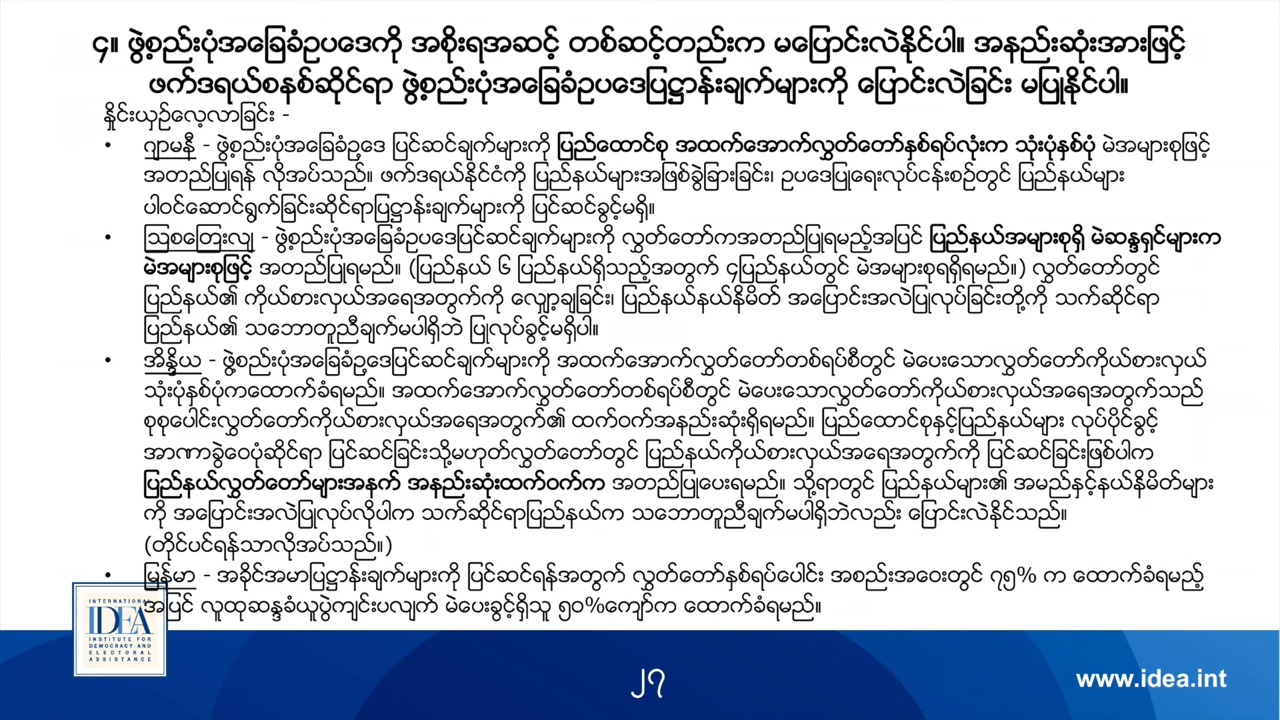 ၄။ ဖွဲ့စည်းပုံအခြေခံဥပဒေကို အစိုးရအဆင့် တစ်ဆင့်တည်းက မပြောင်းလဲနိုင်ပါ။ အနည်းဆုံးအားဖြင့်
ဖက်ဒရယ်စနစ်ဆိုင်ရာ ဖွဲ့စည်းပုံအခြေခံဥပဒေပြဋ္ဌာန်းချက်များကို ပြောင်းလဲခြင်း မပြုနိုင်ပါ။
နှိုင်းယှဉ်လေ့လာခြင်း -
• ဂျာမနီ - ဖွဲ့စည်းပုံအခြေခံဥဒေ ပြင်ဆင်ချက်များကို ပြည်ထောင်စု အထက်အောက်လွှတ်တော်နှစ်ရပ်လုံးက သုံးပုံနှစ်ပုံ မဲအများစုဖြင့်
အတည်ပြုရန် လိုအပ်သည်။ ဖက်ဒရယ်နိုင်ငံကို ပြည်နယ်များအဖြစ်ခွဲခြားခြင်း၊ ဥပဒေပြုရေးလုပ်ငန်းစဉ်တွင် ပြည်နယ်များ
ပါဝင်ဆောင်ရွက်ခြင်းဆိုင်ရာပြဋ္ဌာန်းချက်များကို ပြင်ဆင်ခွင့်မရှိ။
• ဩစတြေးလျ - ဖွဲ့စည်းပုံအခြေခံဥပဒေပြင်ဆင်ချက်များကို လွှတ်တော်ကအတည်ပြုရမည့်အပြင် ပြည်နယ်အများစုရှိ မဲဆန္ဒရှင်များက
မဲအများစုဖြင့် အတည်ပြုရမည်။ (ပြည်နယ် ၆ ပြည်နယ်ရှိသည့်အတွက် ၄ပြည်နယ်တွင် မဲအများစုရရှိရမည်။) လွှတ်တော်တွင်
ပြည်နယ်၏ ကိုယ်စားလှယ်အရေအတွက်ကို လျှော့ချခြင်း၊ ပြည်နယ်နယ်နိမိတ် အပြောင်းအလဲပြုလုပ်ခြင်းတို့ကို သက်ဆိုင်ရာ
ပြည်နယ်၏ သဘောတူညီချက်မပါရှိဘဲ ပြုလုပ်ခွင့်မရှိပါ။
• အိန္ဒိယ - ဖွဲ့စည်းပုံအခြေခံဥဒေပြင်ဆင်ချက်များကို အထက်အောက်လွှတ်တော်တစ်ရပ်စီတွင် မဲပေးသောလွှတ်တော်ကိုယ်စားလှယ်
သုံးပုံနှစ်ပုံကထောက်ခံရမည်။ အထက်အောက်လွှတ်တော်တစ်ရပ်စီတွင် မဲပေးသောလွှတ်တော်ကိုယ်စားလှယ်အရေအတွက်သည်
စုစုပေါင်းလွှတ်တော်ကိုယ်စားလှယ်အရေအတွက်၏ ထက်ဝက်အနည်းဆုံးရှိရမည်။ ပြည်ထောင်စုနှင့်ပြည်နယ်များ လုပ်ပိုင်ခွင့်
အာဏာခွဲဝေပုံဆိုင်ရာ ပြင်ဆင်ခြင်းသို့မဟုတ်လွှတ်တော်တွင် ပြည်နယ်ကိုယ်စားလှယ်အရေအတွက်ကို ပြင်ဆင်ခြင်းဖြစ်ပါက
ပြည်နယ်လွှတ်တော်များအနက် အနည်းဆုံးထက်ဝက်က အတည်ပြုပေးရမည်။ သို့ရာတွင် ပြည်နယ်များ၏ အမည်နှင့်နယ်နိမိတ်များ
ကို အပြောင်းအလဲပြုလုပ်လိုပါက သက်ဆိုင်ရာပြည်နယ်က သဘောတူညီချက်မပါရှိဘဲလည်း ပြောင်းလဲနိုင်သည်။
(တိုင်ပင်ရန်သာလိုအပ်သည်။)
• မြန်မာ - အခိုင်အမာပြဋ္ဌာန်းချက်များကို ပြင်ဆင်ရန်အတွက် လွှတ်တော်နှစ်ရပ်ပေါင်း အစည်းအဝေးတွင် ၇၅% က ထောက်ခံရမည့်
အပြင် လူထုဆန္ဒခံယူပွဲကျင်းပလျက် မဲပေးခွင့်ရှိသူ ၅၀%ကျော်က ထောက်ခံရမည်။
INTERNATIONAL
IDEA
INSTITUTE FOR
DEMOCRACY AND
ELECTORAL
ASSISTANCE
၂၇
www.idea.int